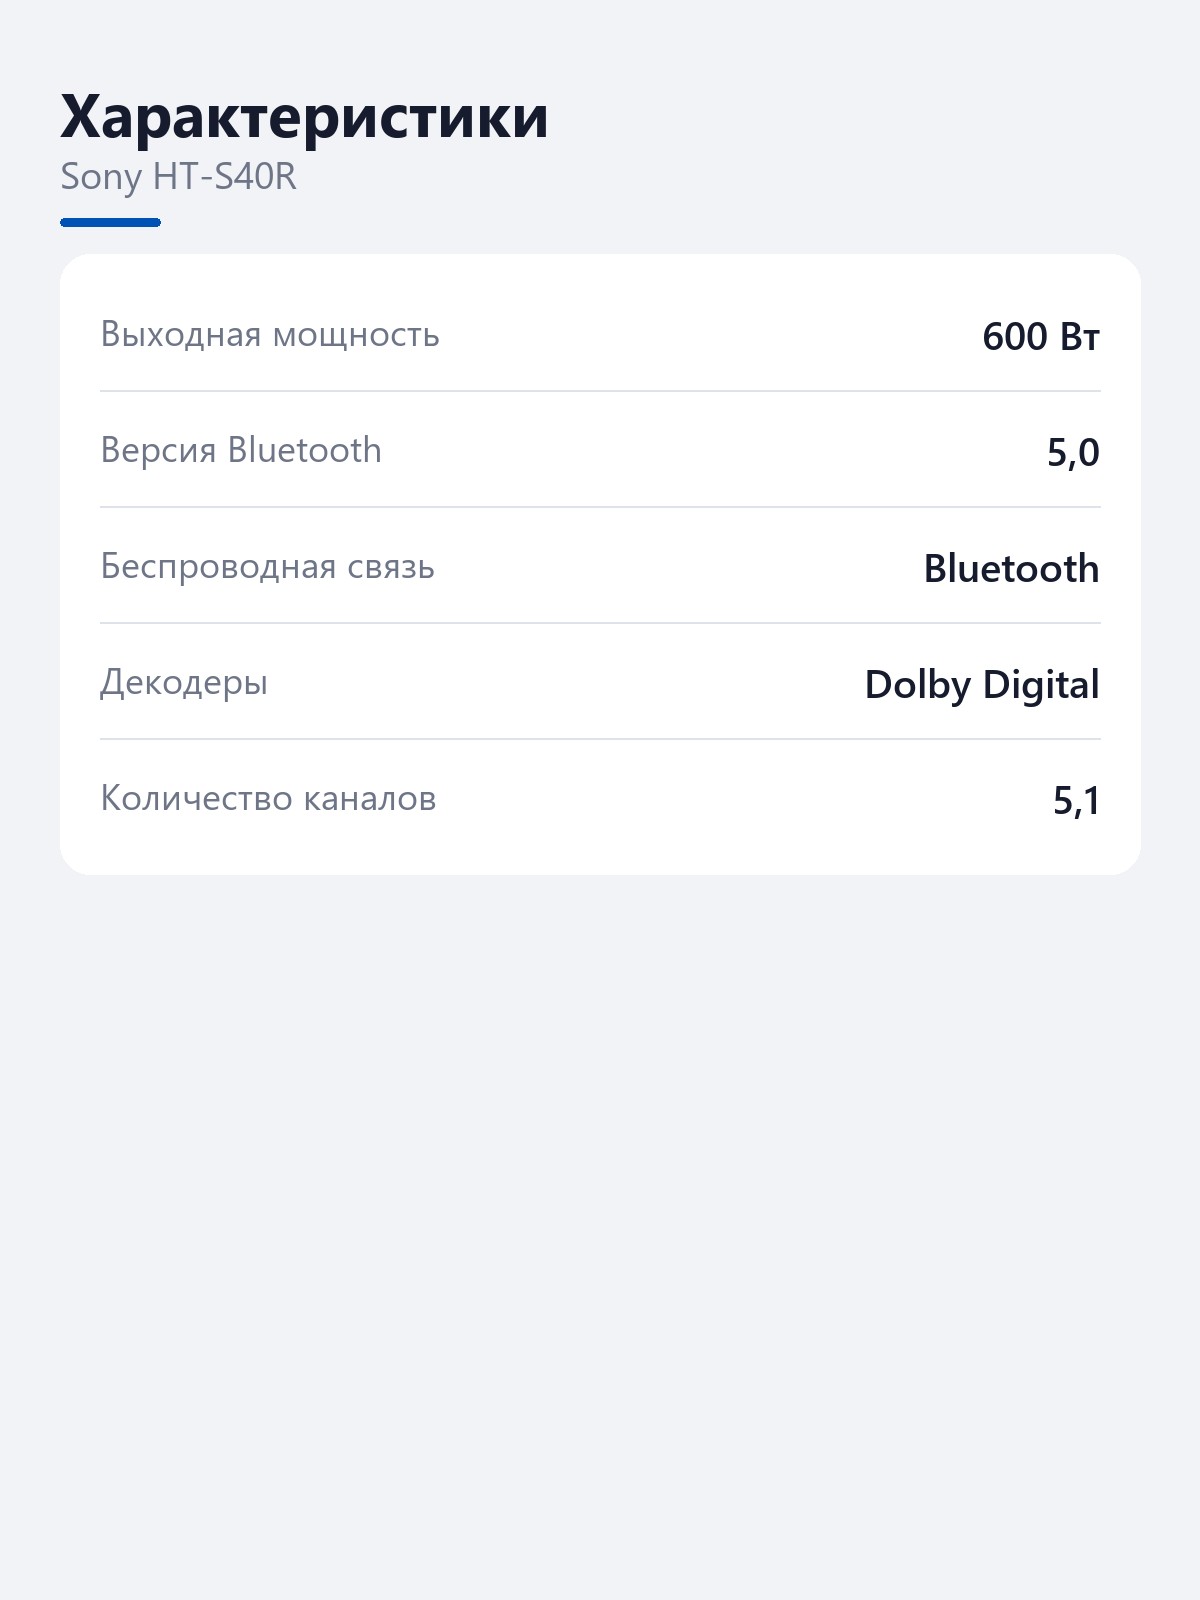 Характеристики
Sony HT-S40R
Выходная мощность 600 Вт
Версия Bluetooth 5,0
Беспроводная связь Bluetooth
Декодеры Dolby Digital
Количество каналов 5,1